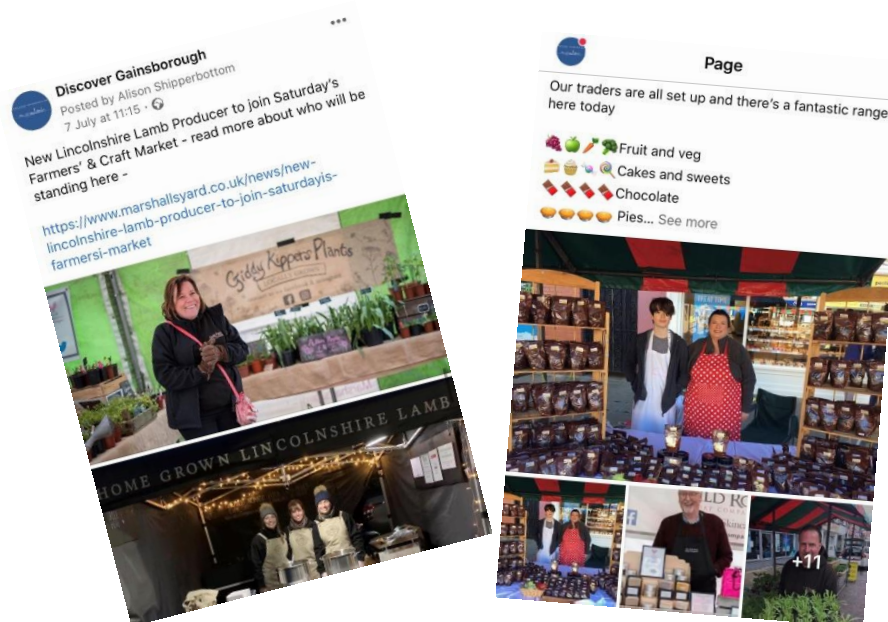 Discover Gainsborough
Posted by Alison Shipperbottom
7 July at 11:15 ·
New Lincolnshire Lamb Producer to join Saturday's
Farmers' & Craft Market - read more about who will be
standing here -
https://www.marshallsyard.co.uk/news/new-
lincolnshire-lamb-producer-to-join-saturdayis-
farmersi-market
Giddy Kippers Plants
HOME GROWN LINCOLNSHIRE LAMB
Page
Our traders are all set up and there's a fantastic range
here today
Fruit and veg
Cakes and sweets
Chocolate
Pies... See more
+11